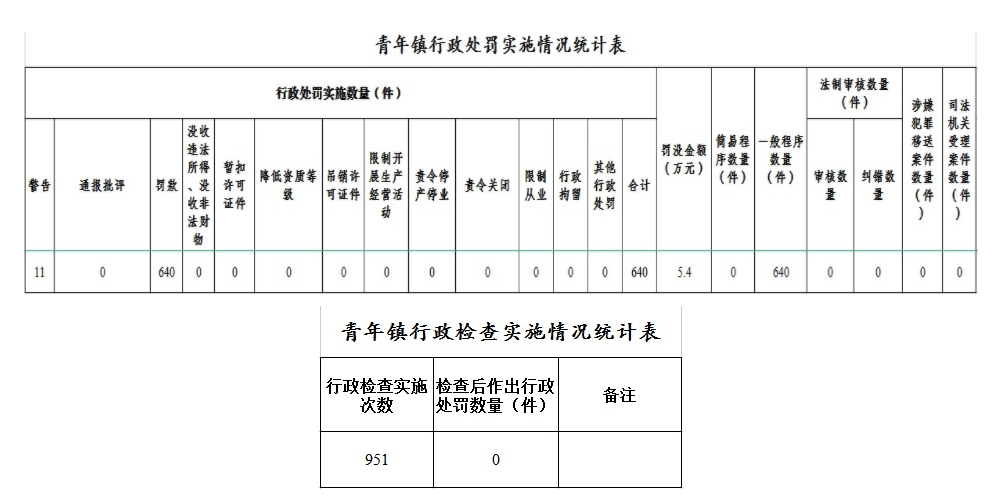 青年镇行政处罚实施情况统计表
行政处罚实施数量（件）
罚没金额
（万元）
简易程
序数量
（件）
一般程序
数量
（件）
法制审核数量
（件）
涉嫌
犯罪
移送
案件
数量
（件
）
司法
机关
受理
案件
数量
（件
）
警告
通报批评
罚款
没收
违法
所得
、没
收非
法财
物
暂扣
许可
证件
降低资质等
级
吊销许
可证件
限制开
展生产
经营活
动
责令停
产停业
责令关闭
限制
从业
行政
拘留
其他
行政
处罚
合计
审核数
量
纠错数
量
11 0 640 0 0 0 0 0 0 0 0 0 0 640 5.4 0 640 0 0 0 0
青年镇行政检查实施情况统计表
行政检查实施
次数
检查后作出行政
处罚数量（件）
备注
951 0